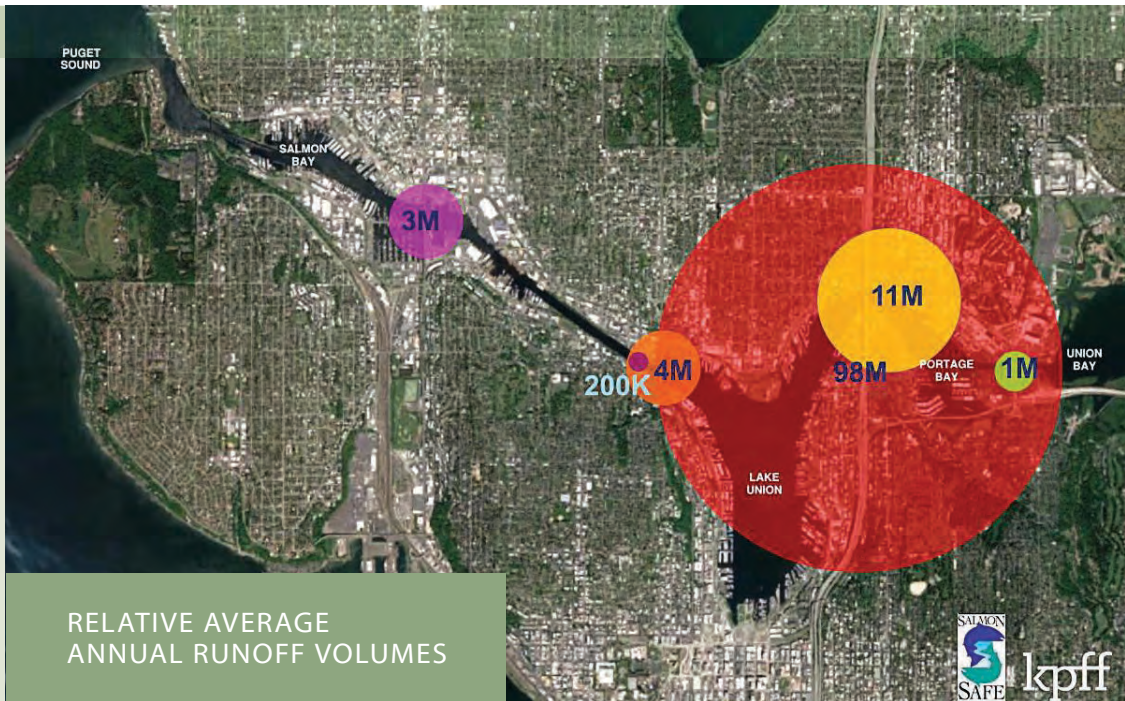 PUGET
SOUND
SALMON
BAY
3M
11M
98M
PORTAGE
BAY
1M
UNION
BAY
4M
200K
LAKE
UNION
RELATIVE AVERAGE
ANNUAL RUNOFF VOLUMES
SALMON
SAFE
kpff